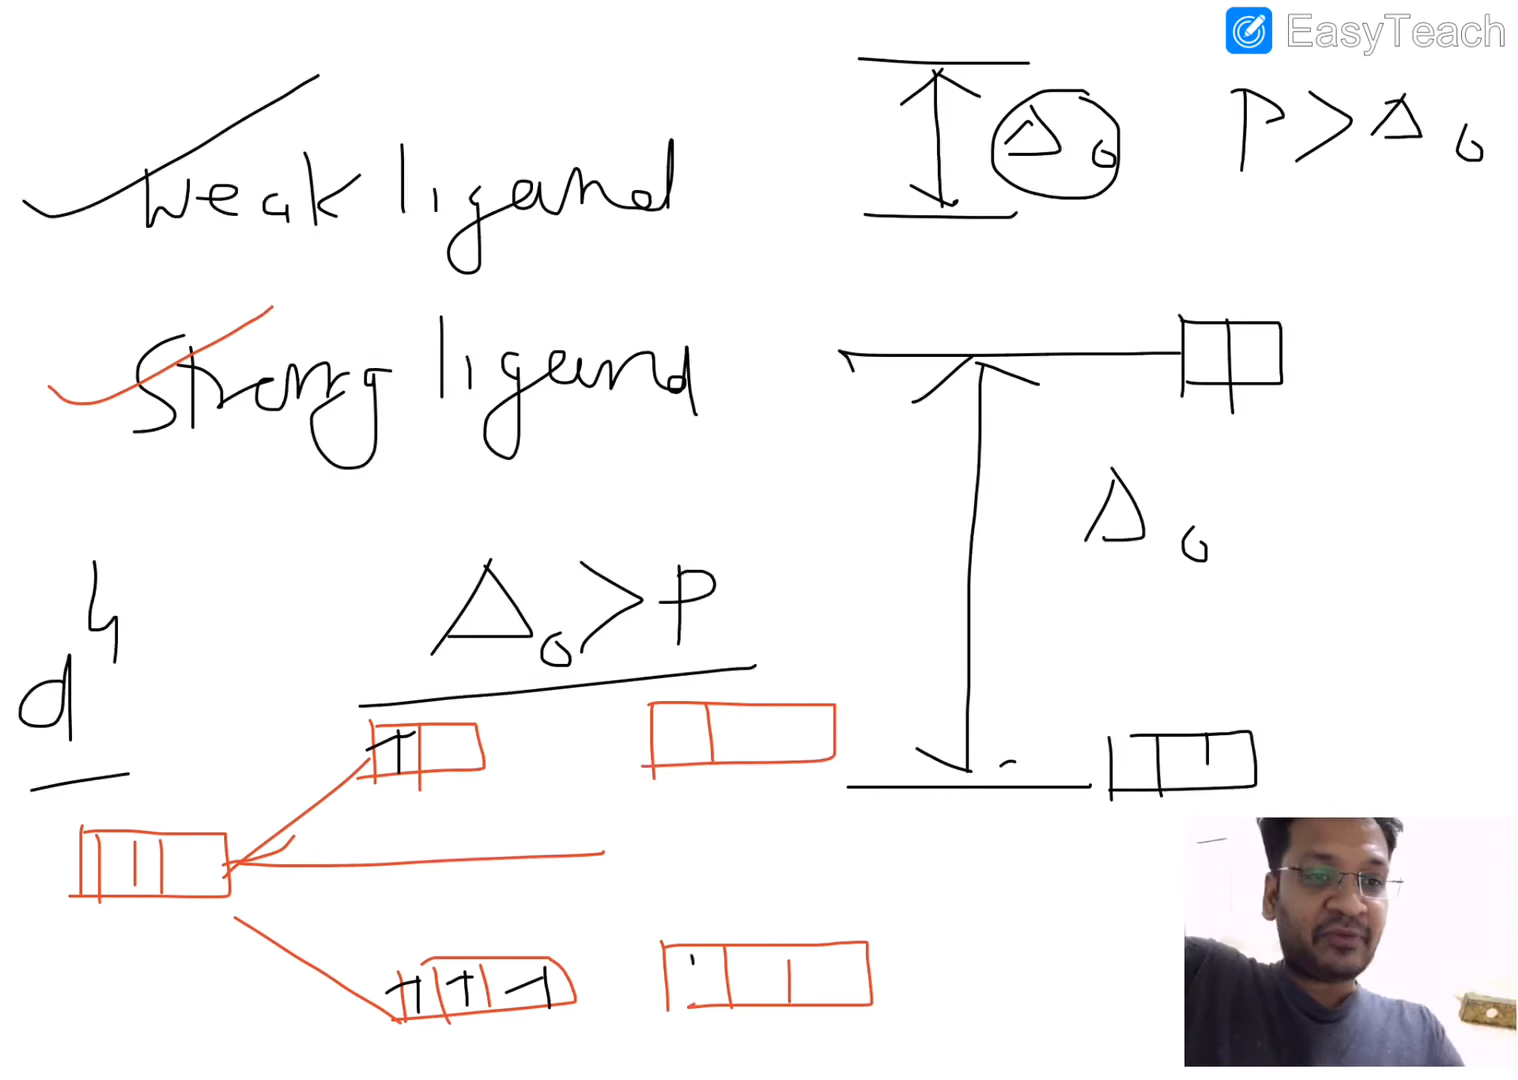 EasyTeach
Δo P > Δo
Weak ligand
Strong ligand
Δo
d4
Δo > P